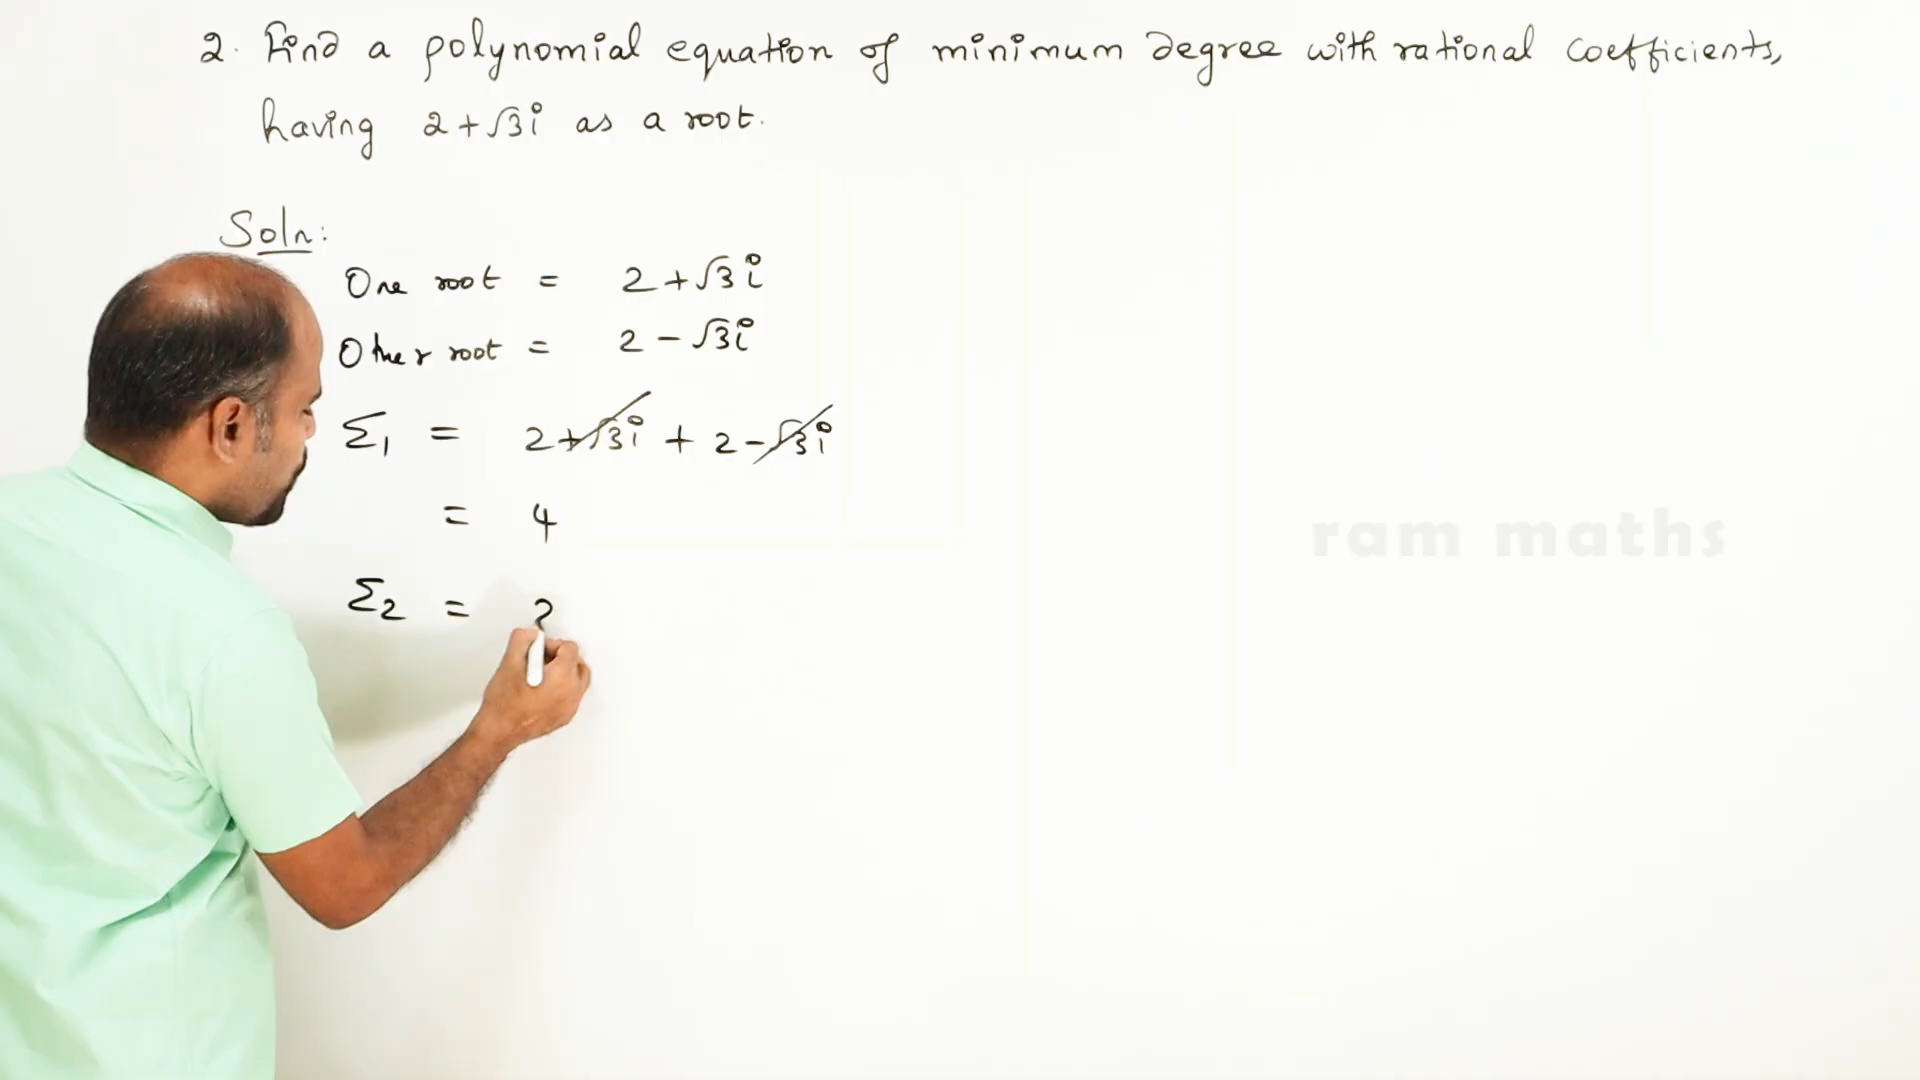 2. Find a polynomial equation of minimum degree with rational coefficients,
having 2+√3i as a root.
Soln:
One root = 2+√3i
Other root = 2-√3i
Σ1 = 2+√3i + 2-√3i
= 4
Σ2 = 2
ram maths